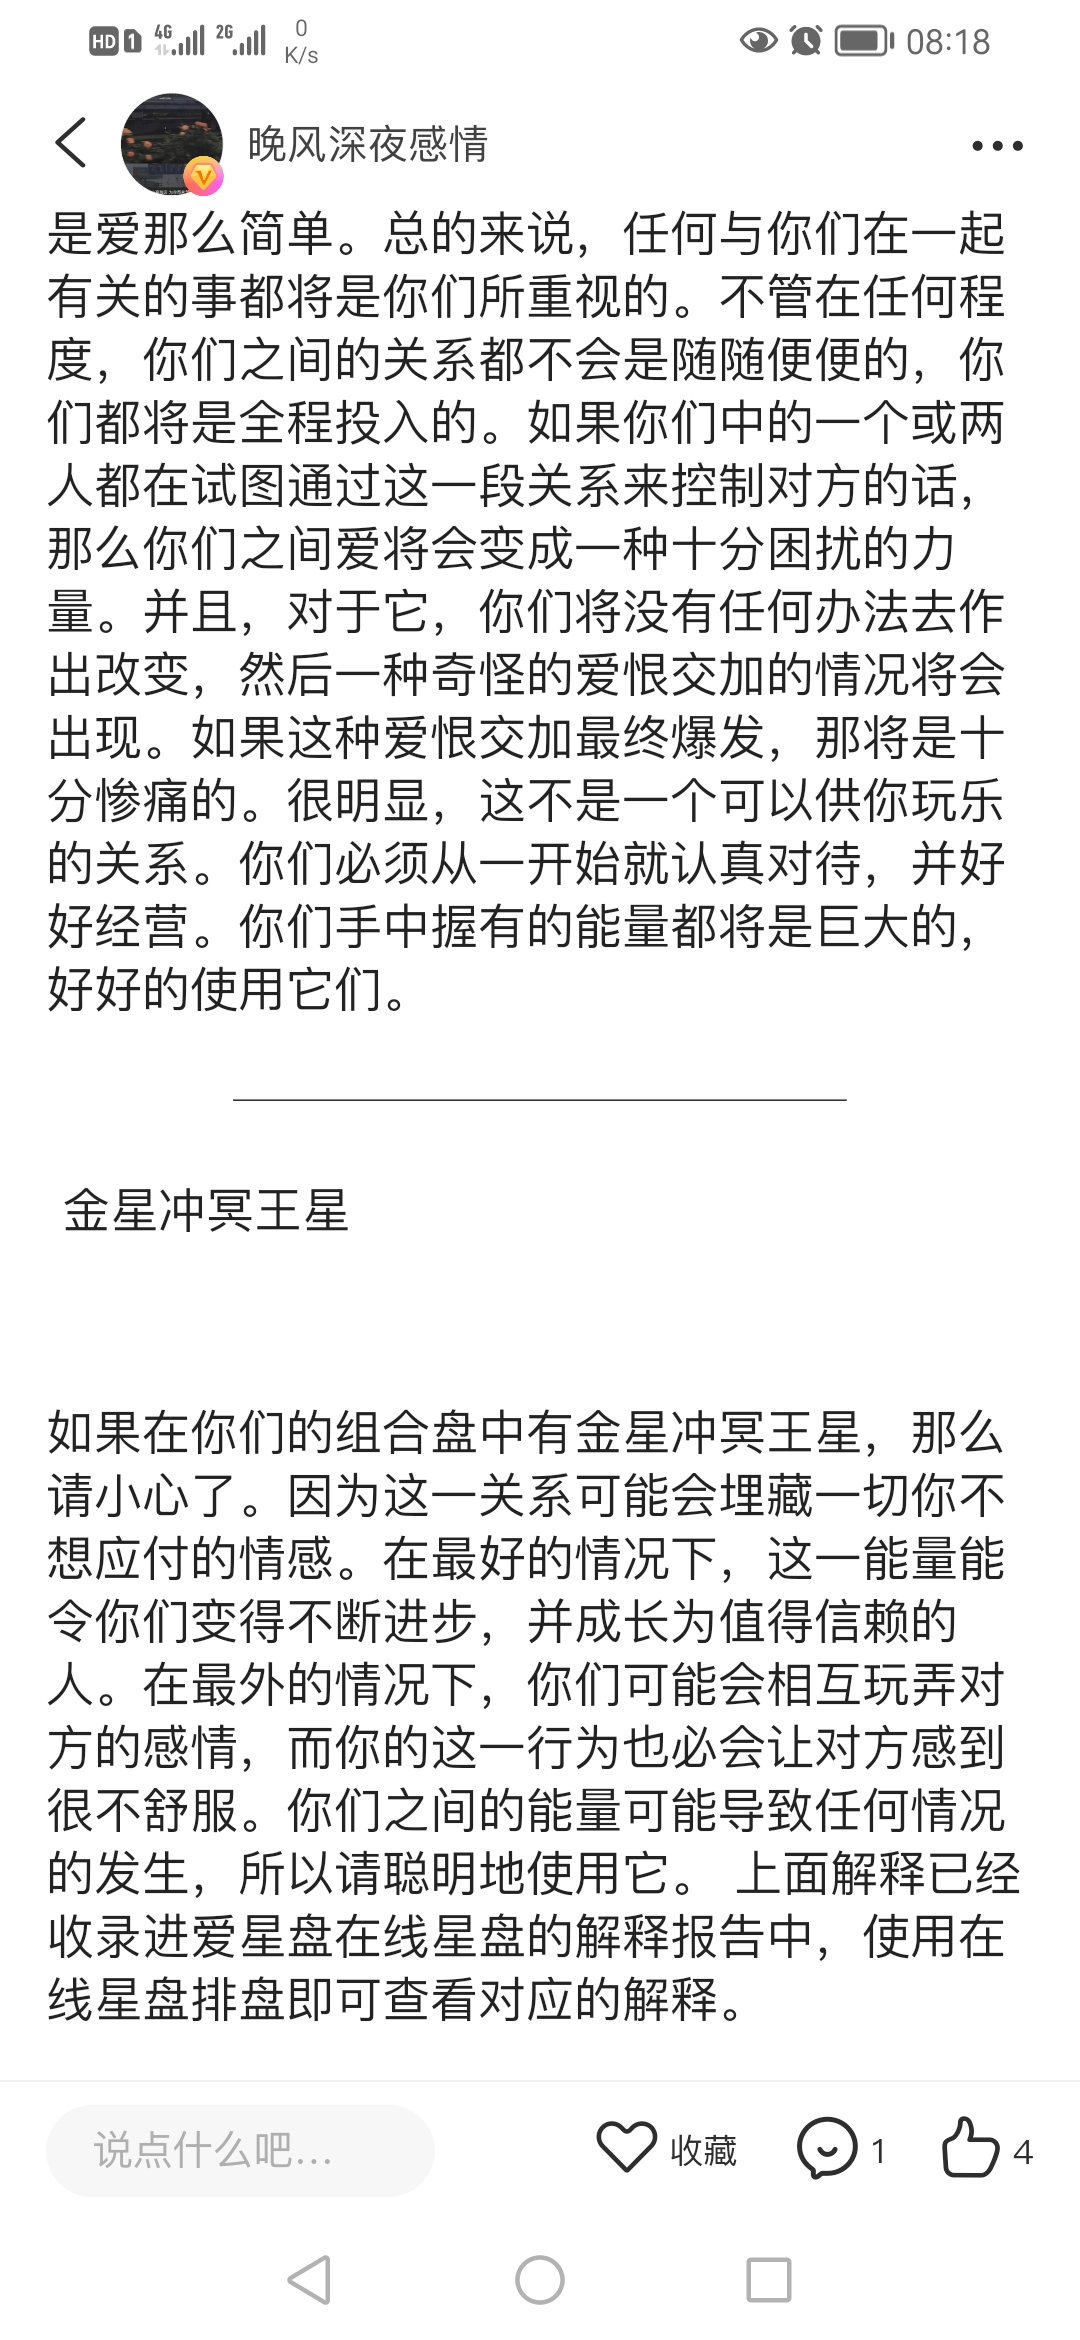 HD 1 4G 2G 0 K/s 08:18
晚风深夜感情
是爱那么简单。总的来说，任何与你们在一起
有关的事都将是你们所重视的。不管在任何程
度，你们之间的关系都不会是随随便便的，你
们都将是全程投入的。如果你们中的一个或两
人都在试图通过这一段关系来控制对方的话，
那么你们之间爱将会变成一种十分困扰的力
量。并且，对于它，你们将没有任何办法去作
出改变，然后一种奇怪的爱恨交加的情况将会
出现。如果这种爱恨交加最终爆发，那将是十
分惨痛的。很明显，这不是一个可以供你玩乐
的关系。你们必须从一开始就认真对待，并好
好经营。你们手中握有的能量都将是巨大的，
好好的使用它们。
金星冲冥王星
如果在你们的组合盘中有金星冲冥王星，那么
请小心了。因为这一关系可能会埋藏一切你不
想应付的情感。在最好的情况下，这一能量能
令你们变得不断进步，并成长为值得信赖的
人。在最外的情况下，你们可能会相互玩弄对
方的感情，而你的这一行为也必会让对方感到
很不舒服。你们之间的能量可能导致任何情况
的发生，所以请聪明地使用它。 上面解释已经
收录进爱星盘在线星盘的解释报告中，使用在
线星盘排盘即可查看对应的解释。
说点什么吧... 收藏 1 4